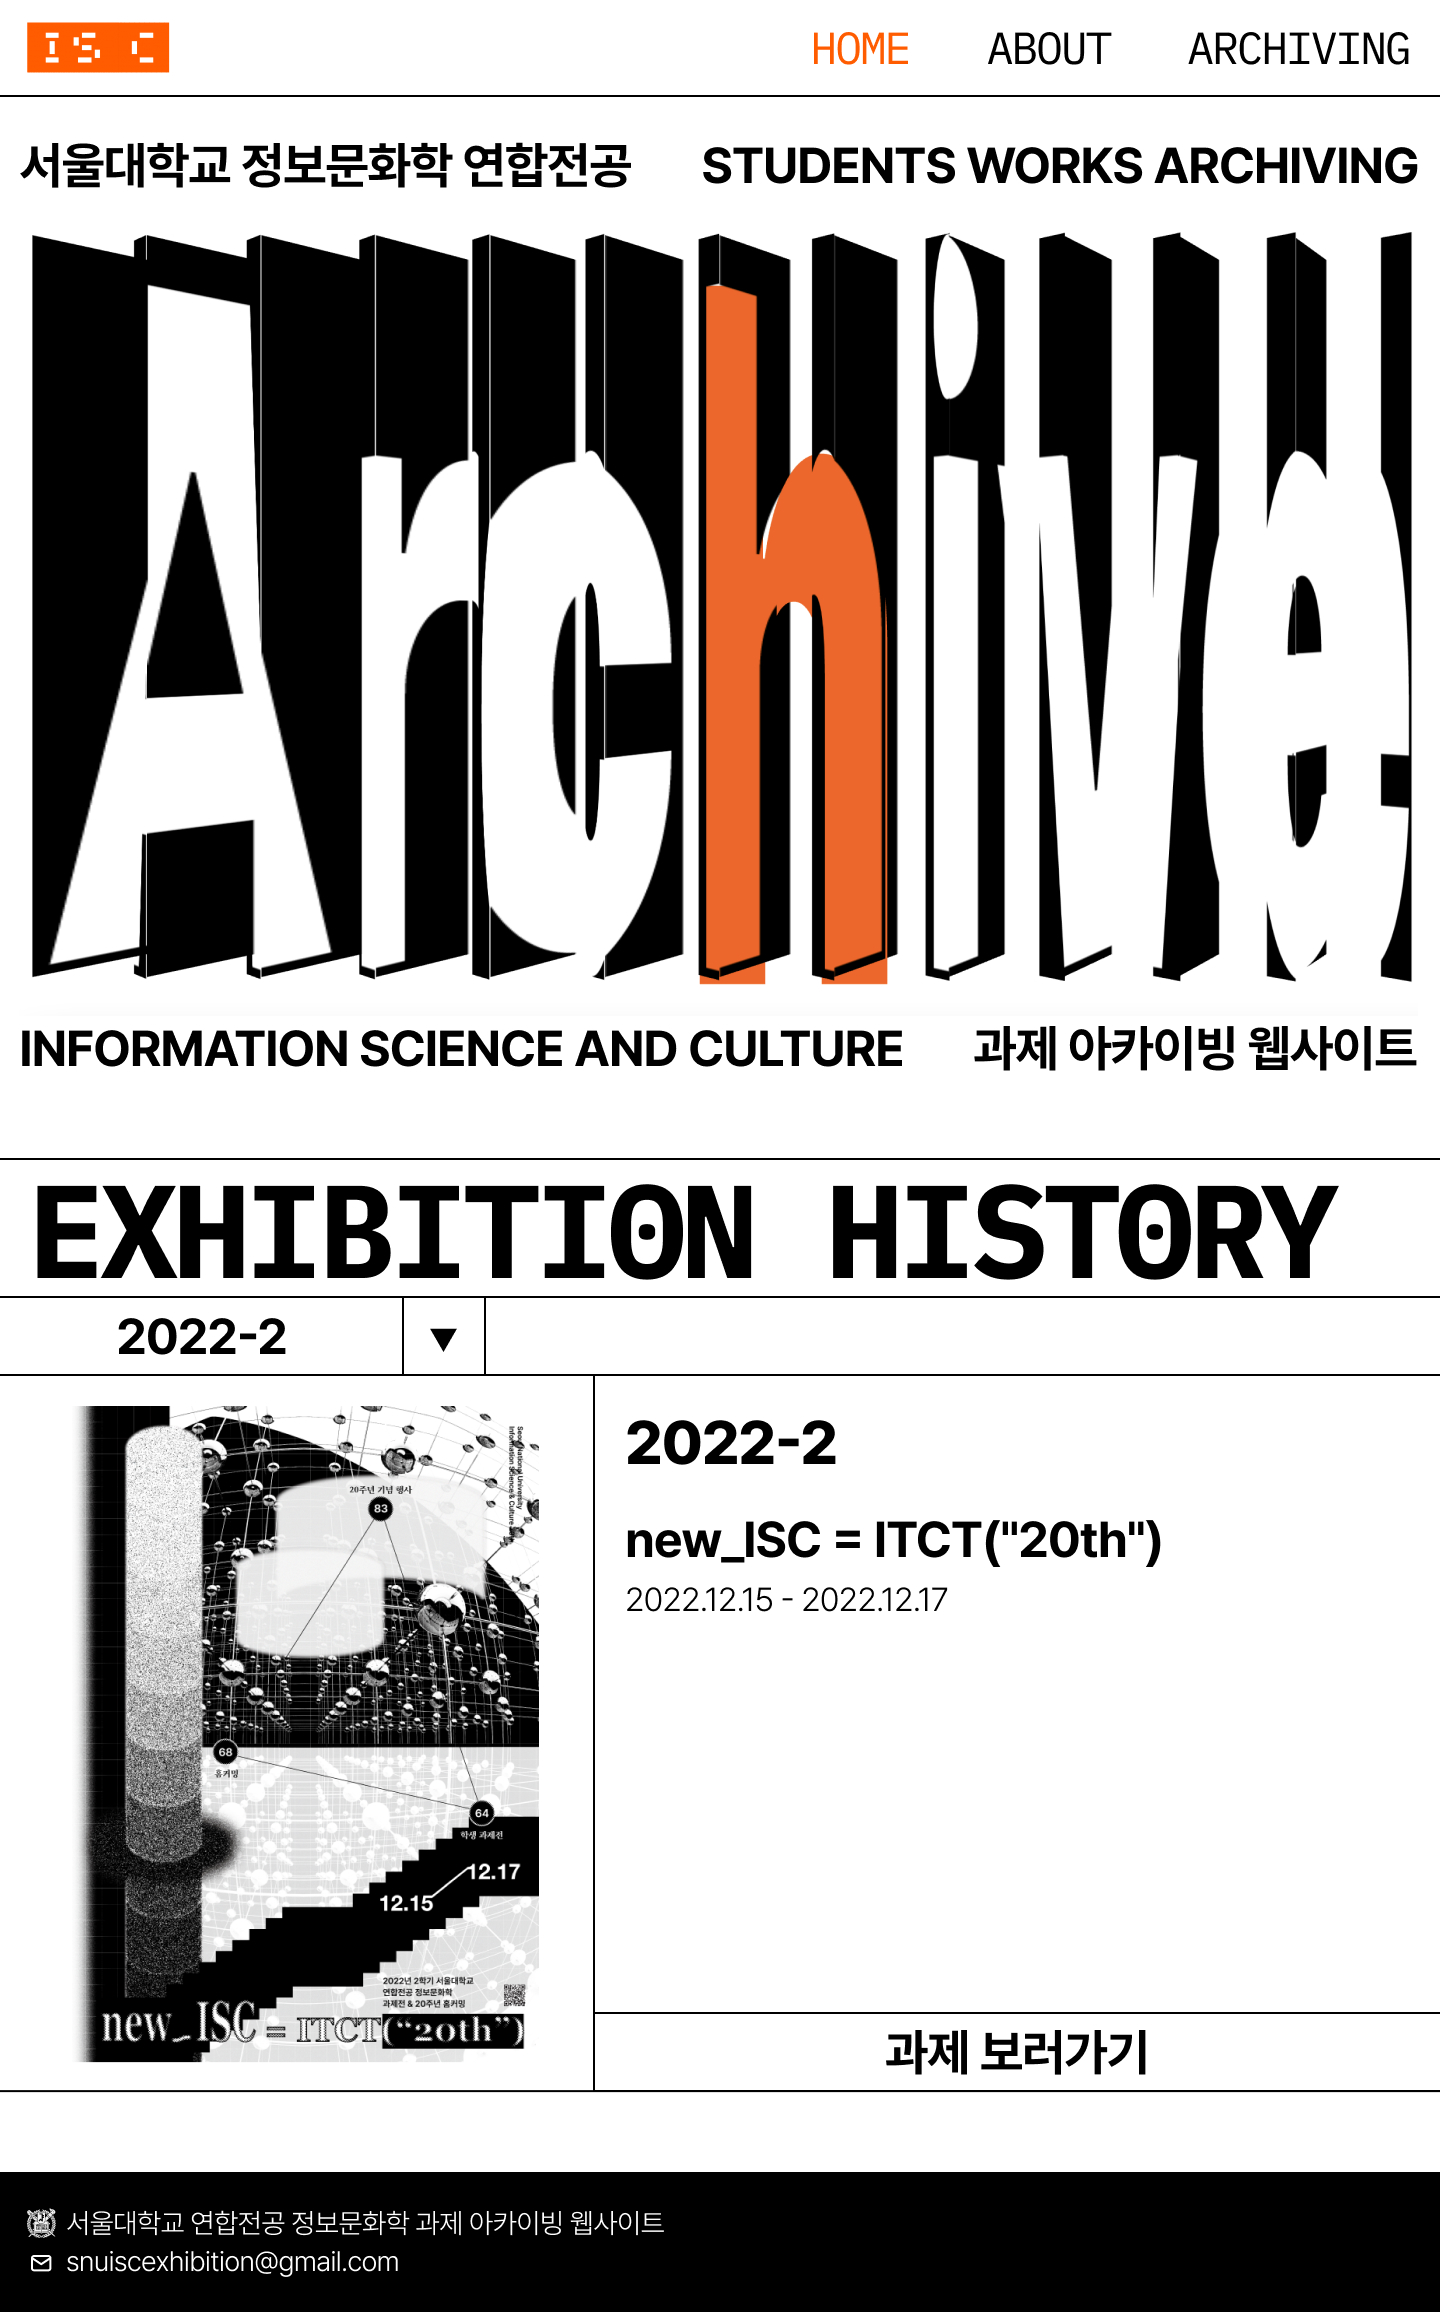 ISC
HOME ABOUT ARCHIVING
서울대학교 정보문화학 연합전공 STUDENTS WORKS ARCHIVING
Archive
INFORMATION SCIENCE AND CULTURE 과제 아카이빙 웹사이트
EXHIBITION HISTORY
2022-2 ▼
Seoul National University
Information Science & Culture
20주년 기념 행사
83
68
홈커밍
64
학생 과제전
12.17
12.15
2022년 2학기 서울대학교
연합전공 정보문화학
과제전 & 20주년 홈커밍
new_ISC = ITCT(“20th”)
2022-2
new_ISC = ITCT("20th")
2022.12.15 - 2022.12.17
과제 보러가기
서울대학교 연합전공 정보문화학 과제 아카이빙 웹사이트
snuiscexhibition@gmail.com